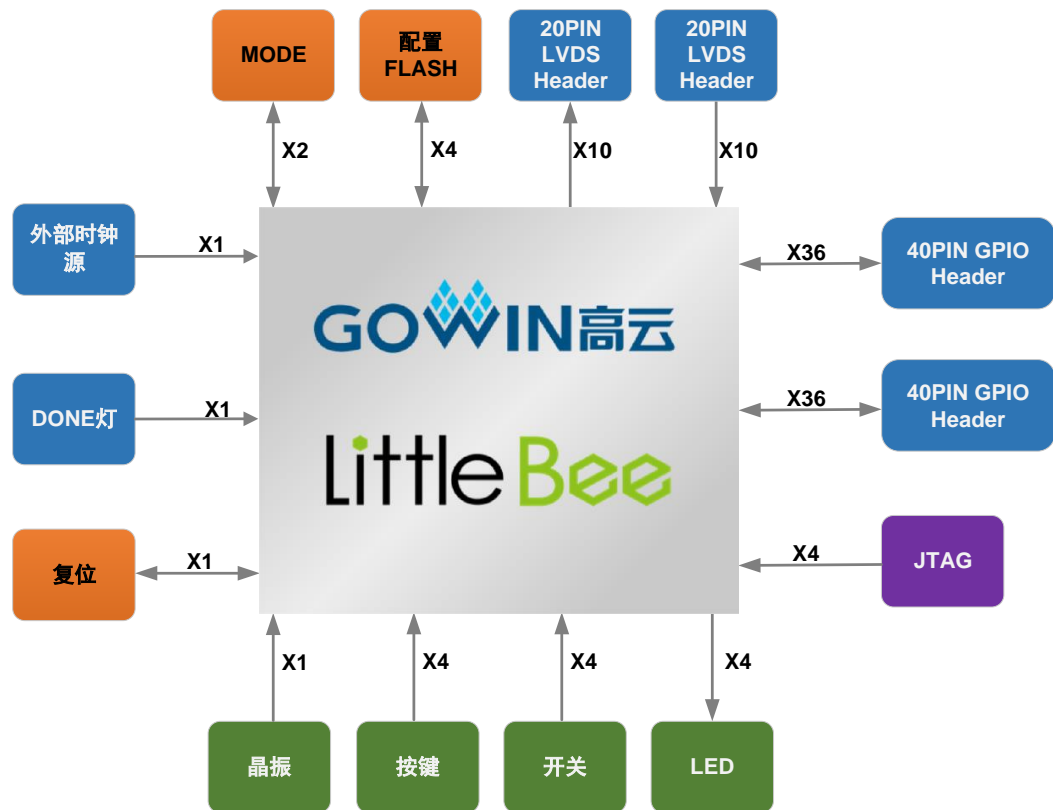 MODE
配置
FLASH
20PIN
LVDS
Header
20PIN
LVDS
Header
X2
X4
X10
X10
外部时钟
源
X1
X36
40PIN GPIO
Header
GOWIN高云
DONE灯
X1
X36
40PIN GPIO
Header
LittleBee
复位
X1
X4
JTAG
X1
X4
X4
X4
晶振
按键
开关
LED